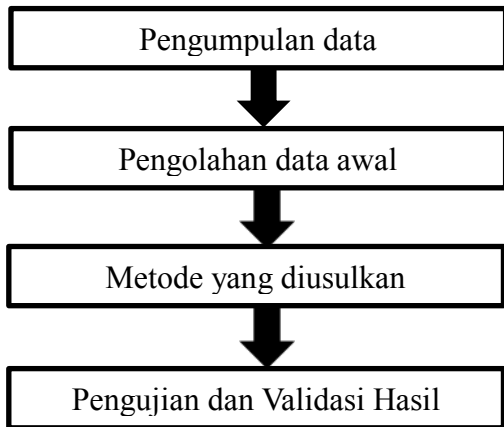 Pengumpulan data
Pengolahan data awal
Metode yang diusulkan
Pengujian dan Validasi Hasil